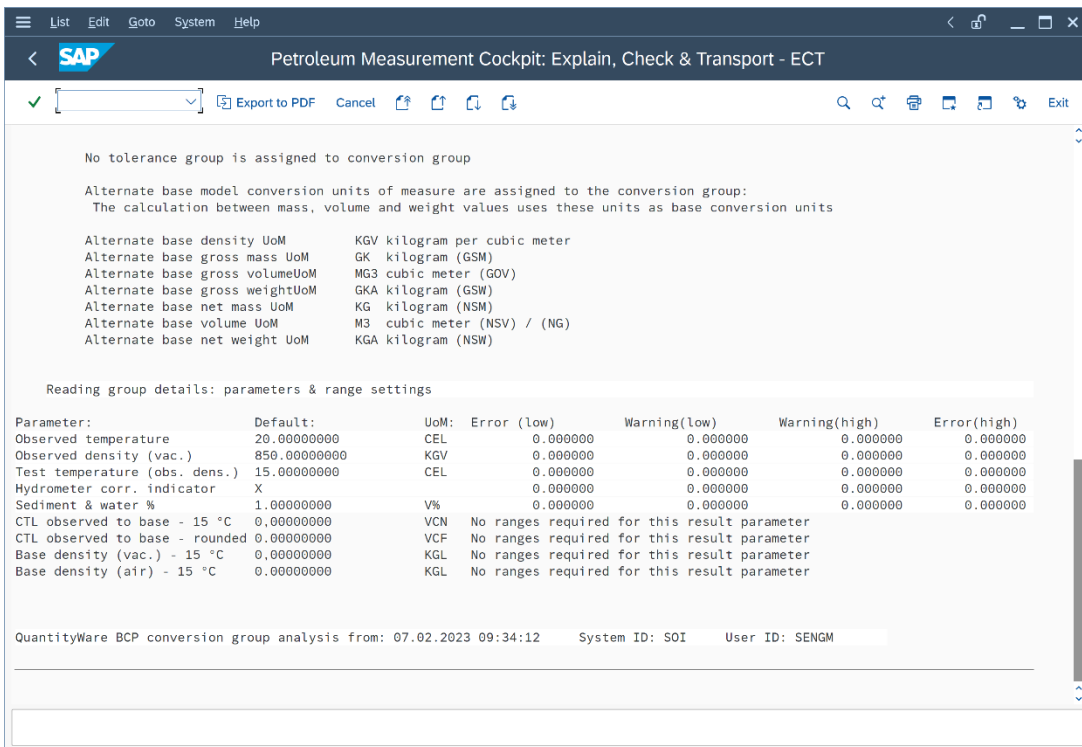 List Edit Goto System Help
SAP Petroleum Measurement Cockpit: Explain, Check & Transport - ECT
Export to PDF Cancel Exit
No tolerance group is assigned to conversion group
Alternate base model conversion units of measure are assigned to the conversion group:
The calculation between mass, volume and weight values uses these units as base conversion units
Alternate base density UoM KGV kilogram per cubic meter
Alternate base gross mass UoM GK kilogram (GSM)
Alternate base gross volumeUoM MG3 cubic meter (GOV)
Alternate base gross weightUoM GKA kilogram (GSW)
Alternate base net mass UoM KG kilogram (NSM)
Alternate base volume UoM M3 cubic meter (NSV) / (NG)
Alternate base net weight UoM KGA kilogram (NSW)
Reading group details: parameters & range settings
Parameter: Default: UoM: Error (low) Warning(low) Warning(high) Error(high)
Observed temperature 20.00000000 CEL 0.000000 0.000000 0.000000 0.000000
Observed density (vac.) 850.00000000 KGV 0.000000 0.000000 0.000000 0.000000
Test temperature (obs. dens.) 15.00000000 CEL 0.000000 0.000000 0.000000 0.000000
Hydrometer corr. indicator X 0.000000 0.000000 0.000000 0.000000
Sediment & water % 1.00000000 V% 0.000000 0.000000 0.000000 0.000000
CTL observed to base - 15 °C 0,00000000 VCN No ranges required for this result parameter
CTL observed to base - rounded 0.00000000 VCF No ranges required for this result parameter
Base density (vac.) - 15 °C 0,00000000 KGL No ranges required for this result parameter
Base density (air) - 15 °C 0.00000000 KGL No ranges required for this result parameter
QuantityWare BCP conversion group analysis from: 07.02.2023 09:34:12 System ID: SOI User ID: SENGM